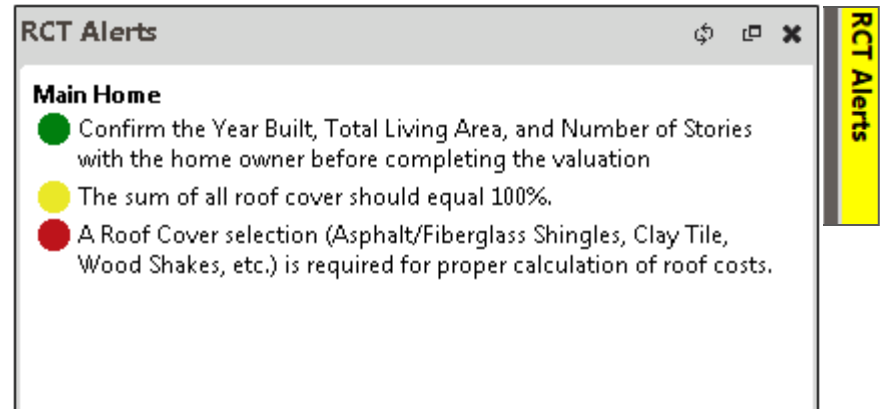 RCT Alerts
Main Home
Confirm the Year Built, Total Living Area, and Number of Stories
with the home owner before completing the valuation
The sum of all roof cover should equal 100%.
A Roof Cover selection (Asphalt/Fiberglass Shingles, Clay Tile,
Wood Shakes, etc.) is required for proper calculation of roof costs.
RCT Alerts